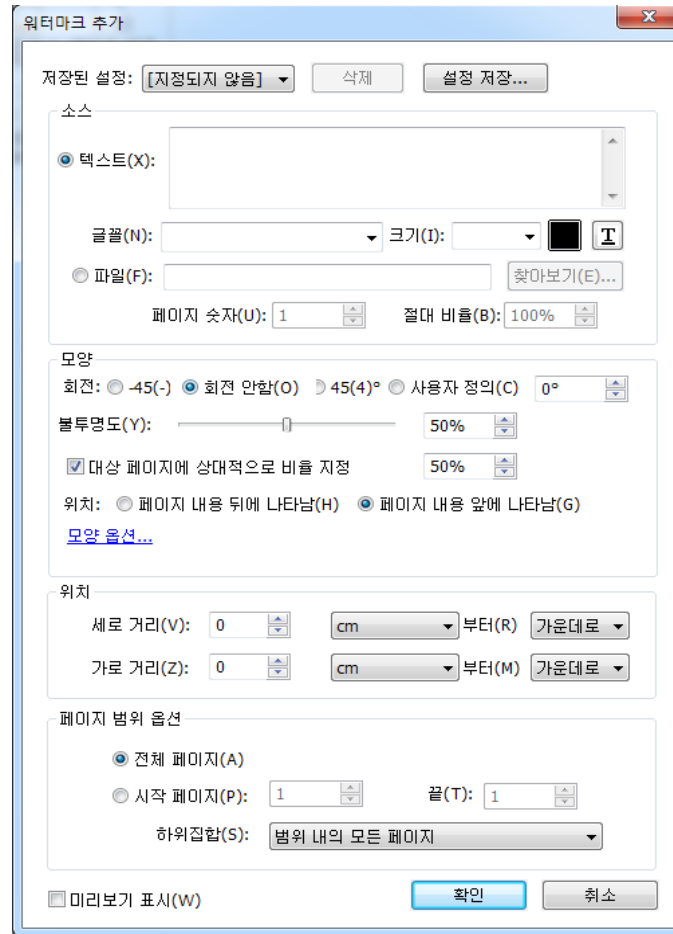 워터마크 추가
저장된 설정: [지정되지 않음] 삭제 설정 저장...
소스
텍스트(X):
글꼴(N): 크기(I): T
파일(F): 찾아보기(E)...
페이지 숫자(U): 1 절대 비율(B): 100%
모양
회전: -45(-) 회전 안함(O) 45(4)° 사용자 정의(C) 0°
불투명도(Y): 50%
대상 페이지에 상대적으로 비율 지정 50%
위치: 페이지 내용 뒤에 나타남(H) 페이지 내용 앞에 나타남(G)
모양 옵션...
위치
세로 거리(V): 0 cm 부터(R) 가운데로
가로 거리(Z): 0 cm 부터(M) 가운데로
페이지 범위 옵션
전체 페이지(A)
시작 페이지(P): 1 끝(T): 1
하위집합(S): 범위 내의 모든 페이지
미리보기 표시(W) 확인 취소